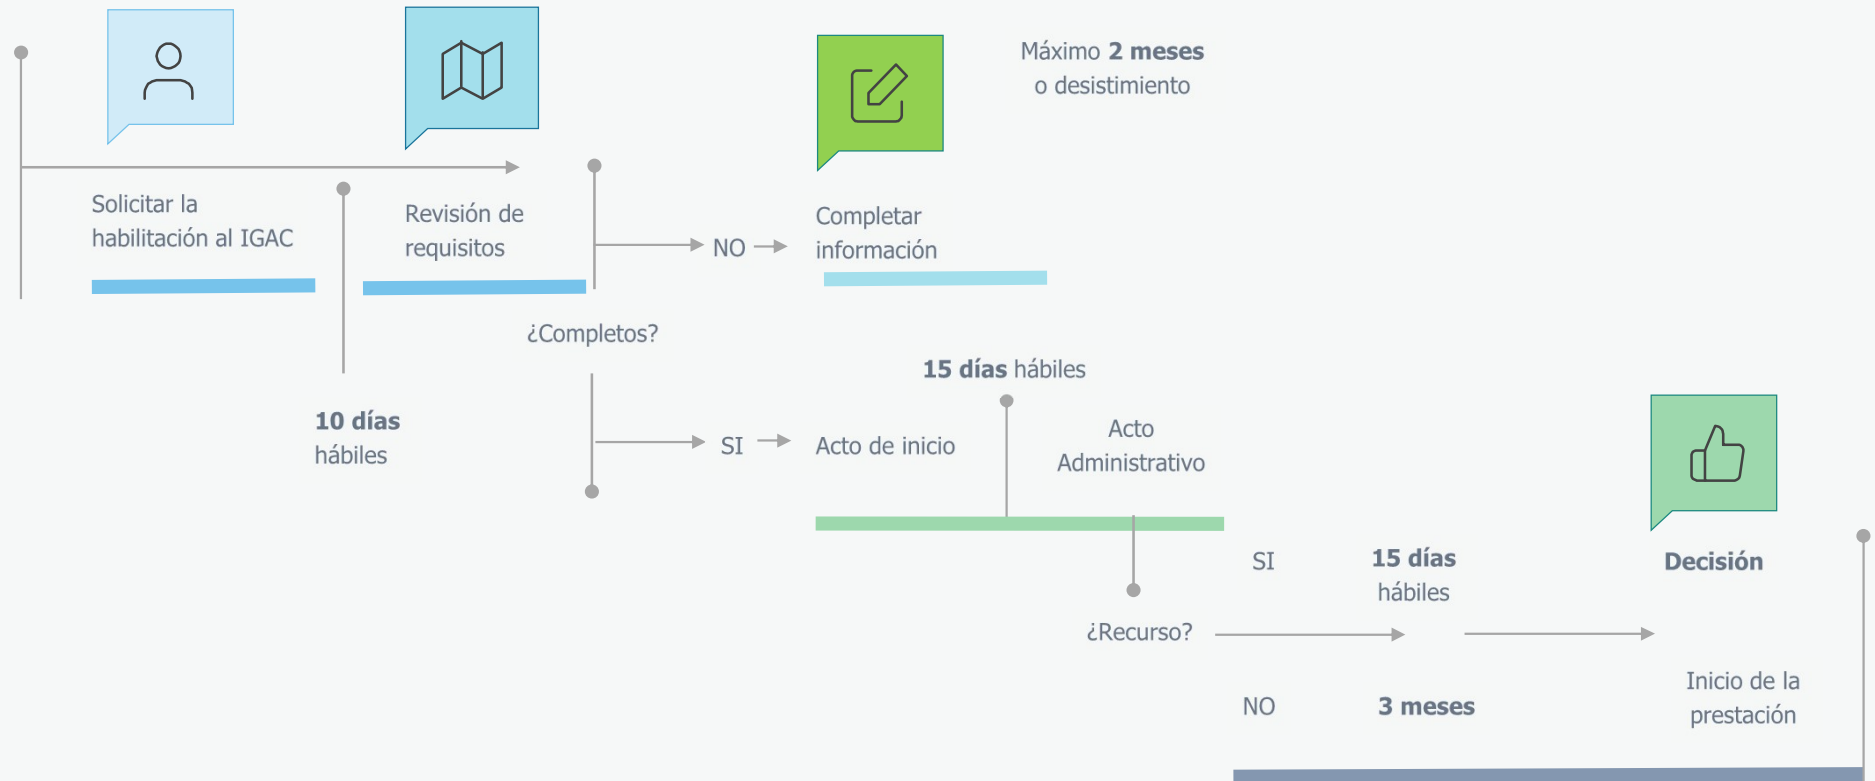 Máximo 2 meses
o desistimiento
Solicitar la
habilitación al IGAC
Revisión de
requisitos
NO
Completar
información
¿Completos?
10 días
hábiles
15 días hábiles
SI
Acto de inicio
Acto
Administrativo
SI
15 días
hábiles
Decisión
¿Recurso?
NO
3 meses
Inicio de la
prestación